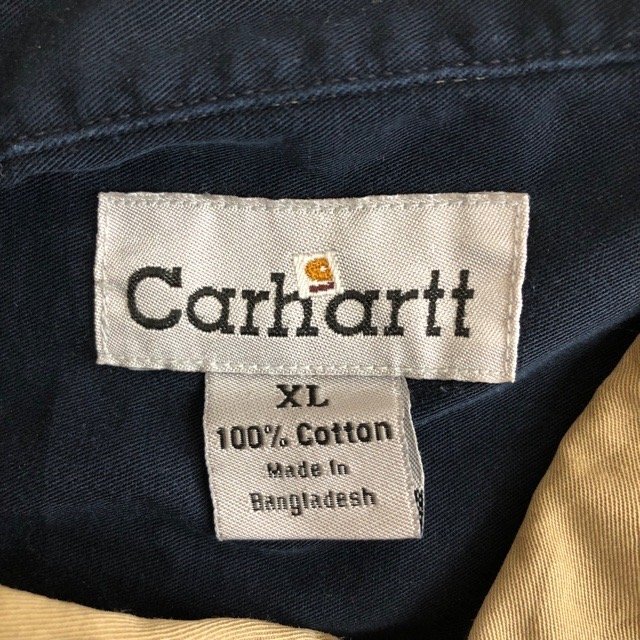 Carhartt
XL
100% Cotton
Made in
Bangladesh